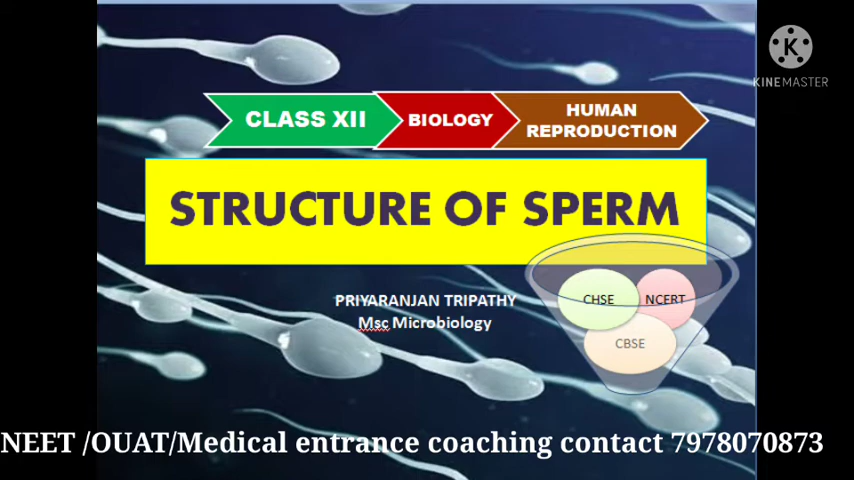 K
KINEMASTER
CLASS XII
BIOLOGY
HUMAN
REPRODUCTION
STRUCTURE OF SPERM
PRIYARANJAN TRIPATHY
Msc Microbiology
CHSE
NCERT
CBSE
NEET /OUAT/Medical entrance coaching contact 7978070873